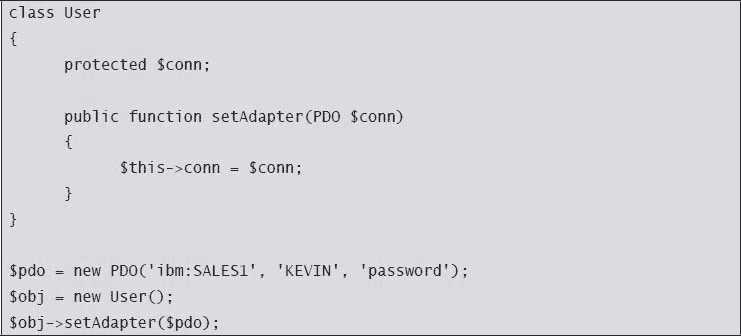 class User
{
protected $conn;
public function setAdapter(PDO $conn)
{
$this->conn = $conn;
}
}
$pdo = new PDO('ibm:SALES1', 'KEVIN', 'password');
$obj = new User();
$obj->setAdapter($pdo);